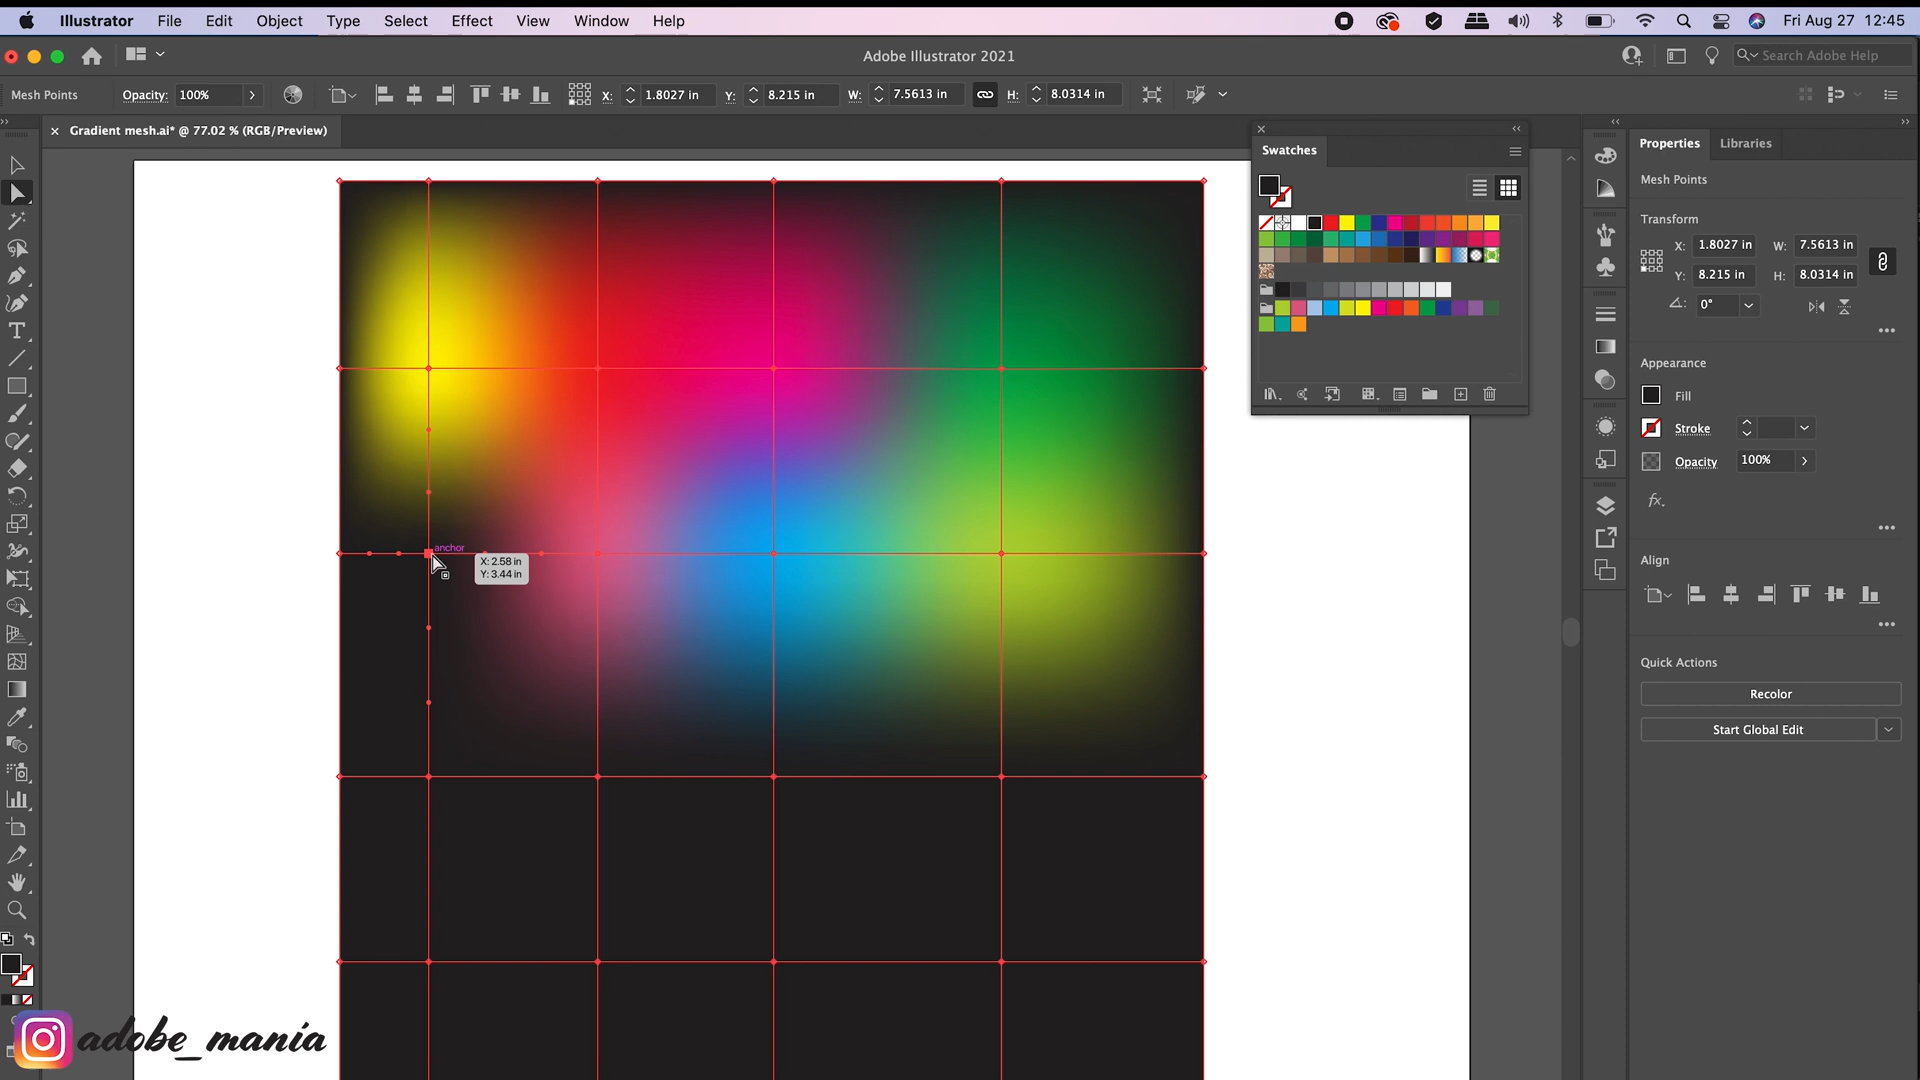 Illustrator File Edit Object Type Select Effect View Window Help
Fri Aug 27 12:45
Adobe Illustrator 2021
Search Adobe Help
Mesh Points Opacity: 100% X: 1.8027 in Y: 8.215 in W: 7.5613 in H: 8.0314 in
Gradient mesh.ai* @ 77.02 % (RGB/Preview)
Swatches
Properties Libraries
Mesh Points
Transform
X: 1.8027 in W: 7.5613 in
Y: 8.215 in H: 8.0314 in
0°
Appearance
Fill
Stroke
Opacity 100%
fx.
Align
Quick Actions
Recolor
Start Global Edit
anchor
X: 2.58 in
Y: 3.44 in
adobe_mania